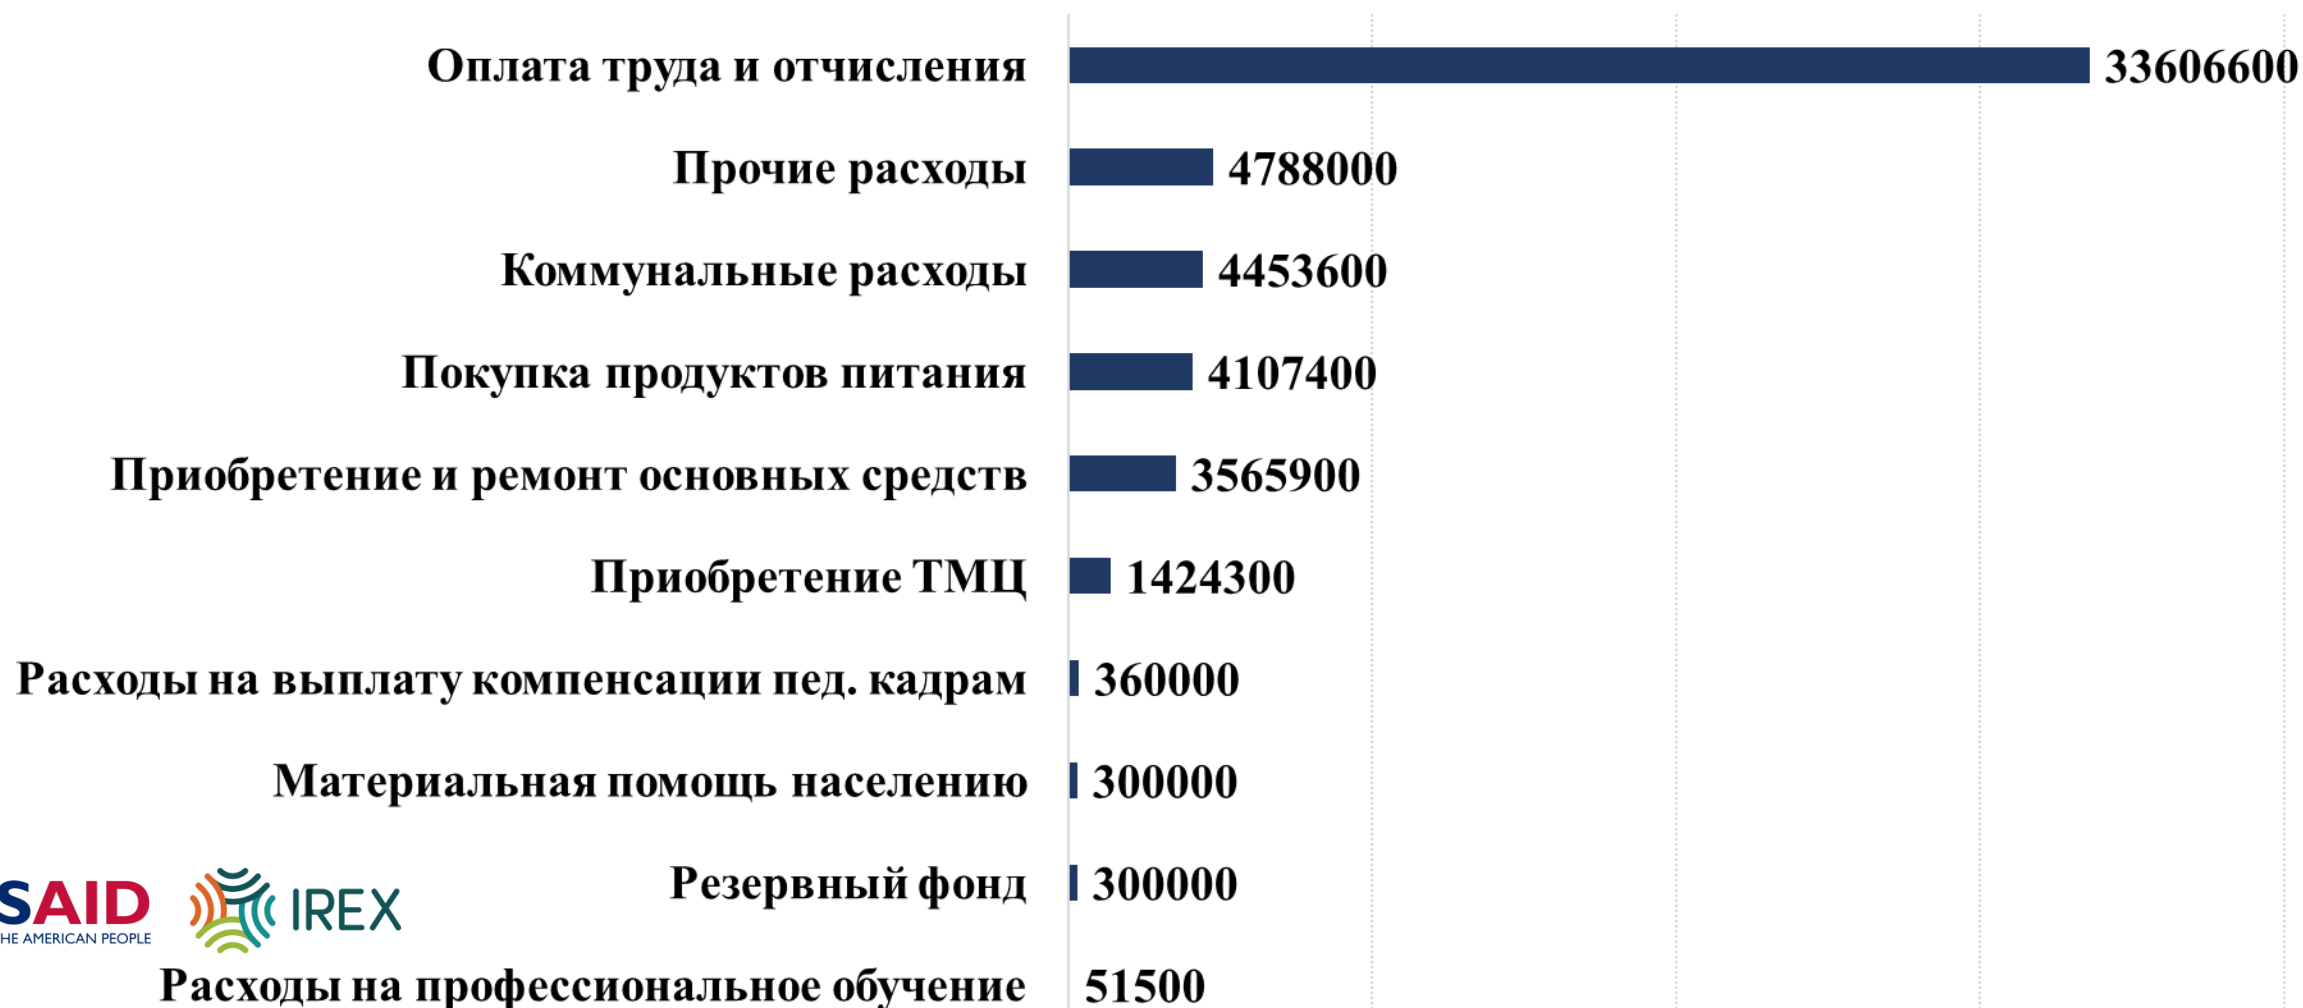 Оплата труда и отчисления 33606600
Прочие расходы 4788000
Коммунальные расходы 4453600
Покупка продуктов питания 4107400
Приобретение и ремонт основных средств 3565900
Приобретение ТМЦ 1424300
Расходы на выплату компенсации пед. кадрам 360000
Материальная помощь населению 300000
Резервный фонд 300000
SAID
HE AMERICAN PEOPLE
IREX
Расходы на профессиональное обучение 51500